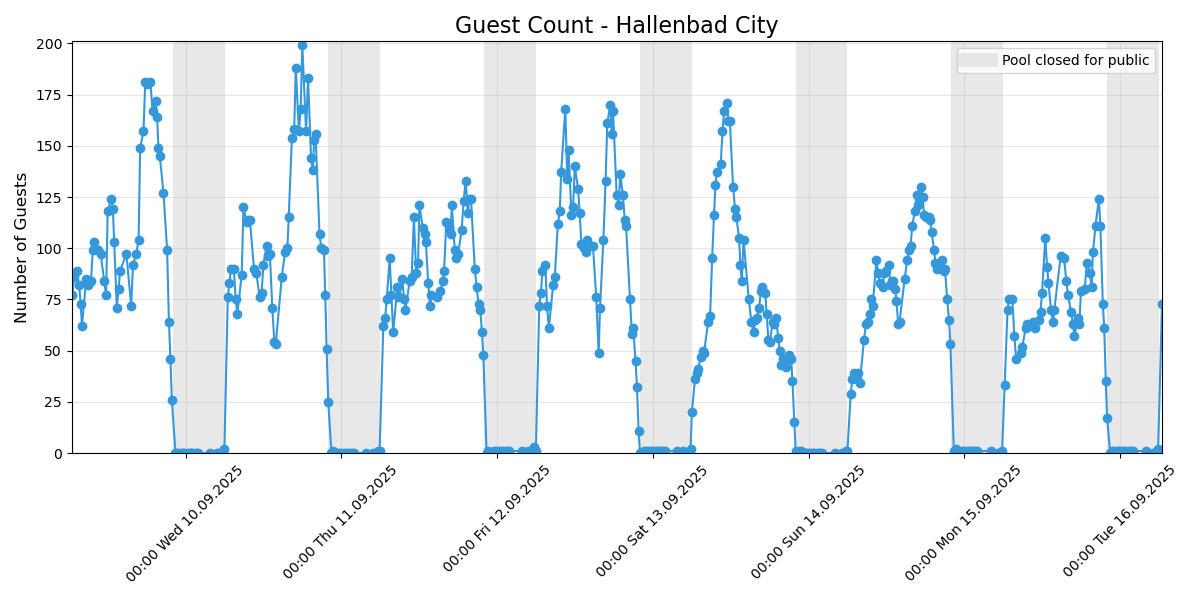 Guest Count - Hallenbad City
Pool closed for public
Number of Guests
200
175
150
125
100
75
50
25
0
00:00 Wed 10.09.2025
00:00 Thu 11.09.2025
00:00 Fri 12.09.2025
00:00 Sat 13.09.2025
00:00 Sun 14.09.2025
00:00 Mon 15.09.2025
00:00 Tue 16.09.2025